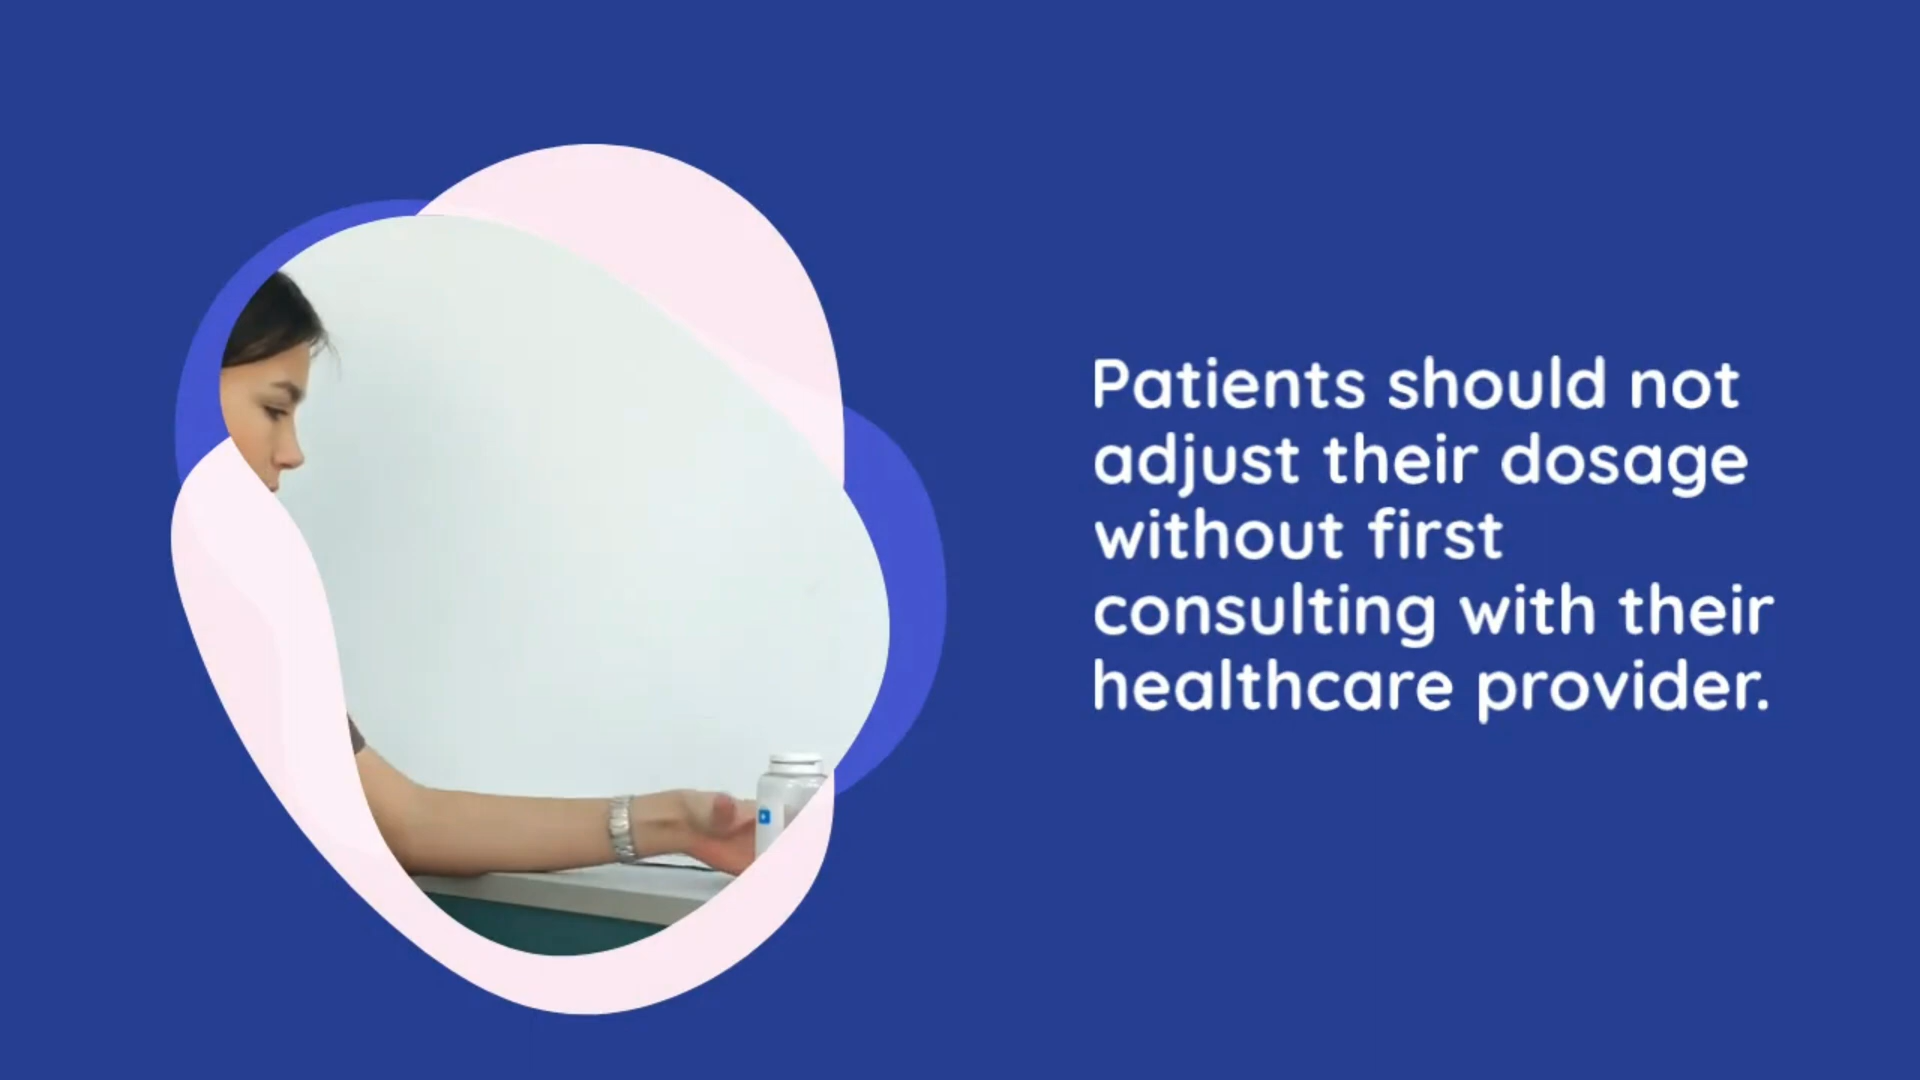 Patients should not
adjust their dosage
without first
consulting with their
healthcare provider.